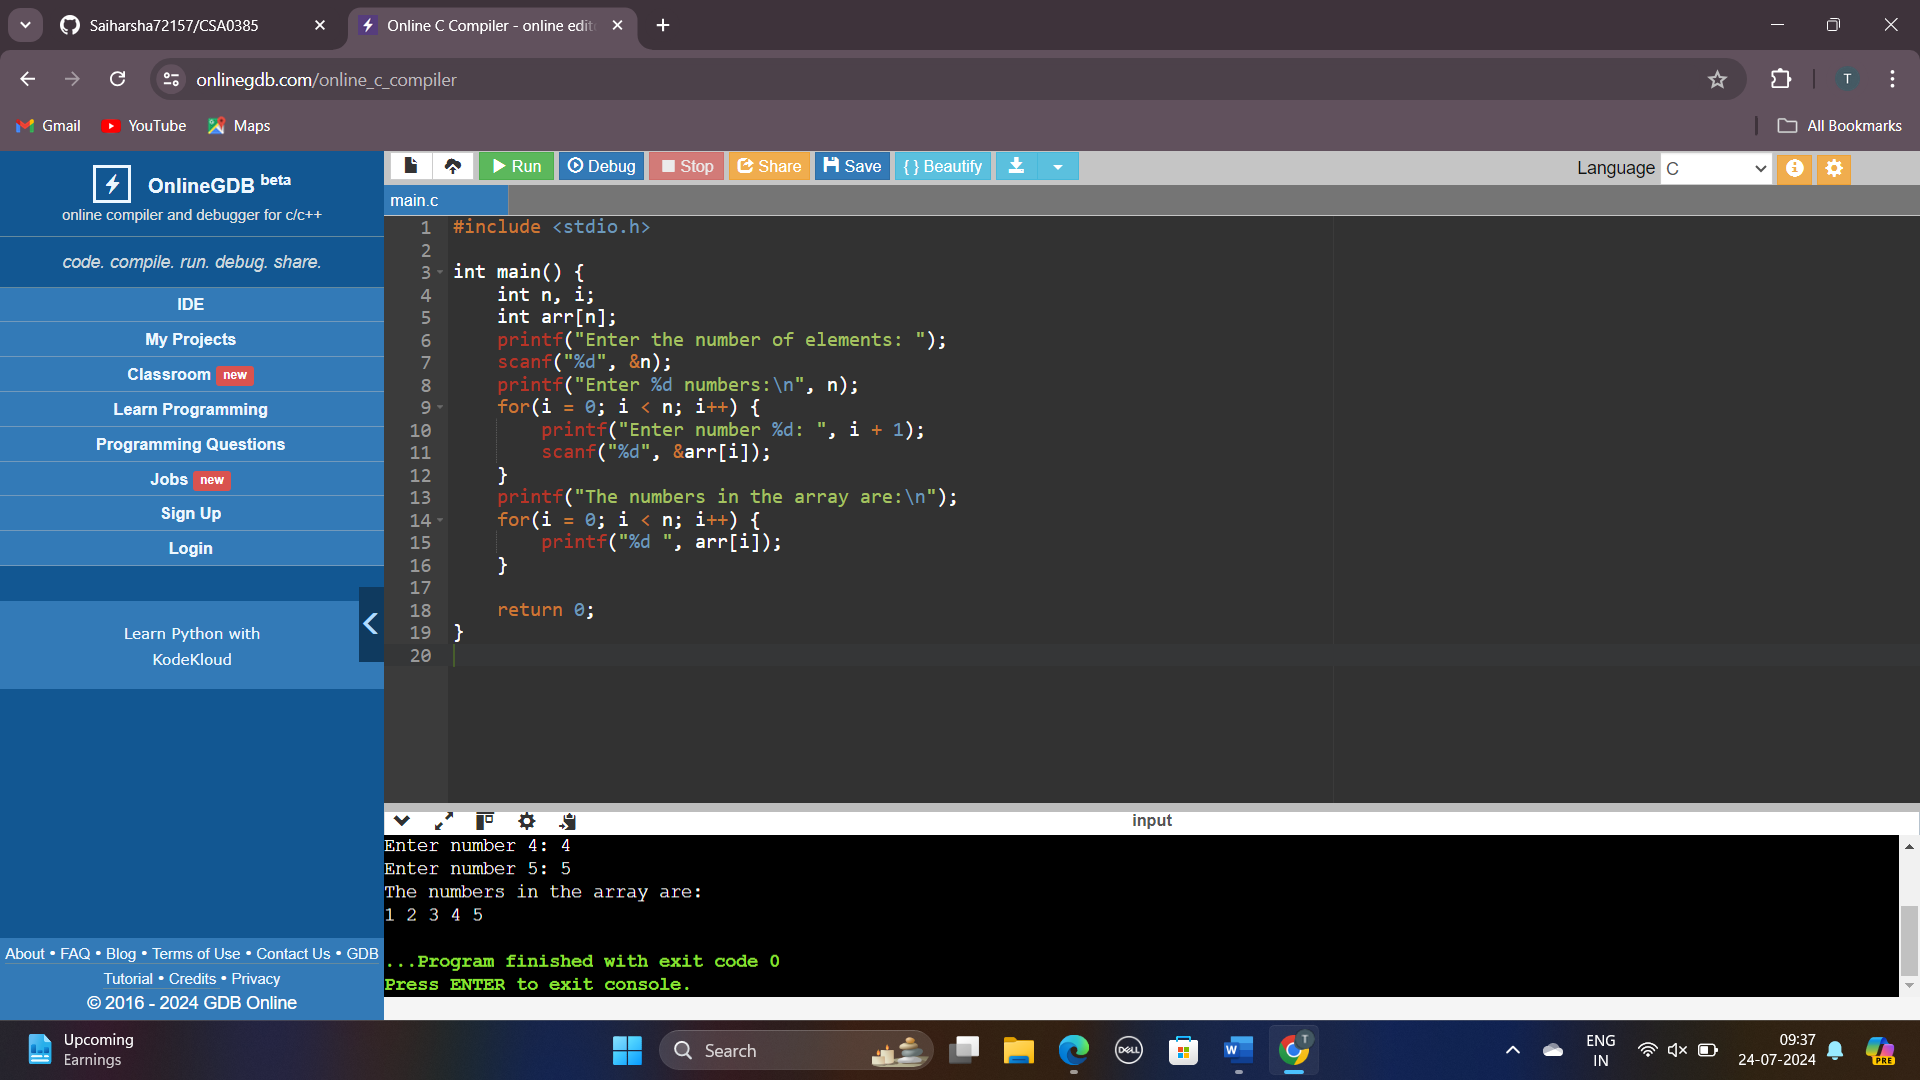 Saiharsha72157/CSA0385
Online C Compiler - online edit
onlinegdb.com/online_c_compiler
T
Gmail
YouTube
Maps
All Bookmarks
OnlineGDB beta
online compiler and debugger for c/c++
code. compile. run. debug. share.
IDE
My Projects
Classroom new
Learn Programming
Programming Questions
Jobs new
Sign Up
Login
Learn Python with
KodeKloud
About • FAQ • Blog • Terms of Use • Contact Us • GDB
Tutorial • Credits • Privacy
© 2016 - 2024 GDB Online
Run
Debug
Stop
Share
Save
{ } Beautify
Language C
main.c
1 #include <stdio.h>
2
3 int main() {
4     int n, i;
5     int arr[n];
6     printf("Enter the number of elements: ");
7     scanf("%d", &n);
8     printf("Enter %d numbers:\n", n);
9     for(i = 0; i < n; i++) {
10         printf("Enter number %d: ", i + 1);
11         scanf("%d", &arr[i]);
12     }
13     printf("The numbers in the array are:\n");
14     for(i = 0; i < n; i++) {
15         printf("%d ", arr[i]);
16     }
17
18     return 0;
19 }
20
input
Enter number 4: 4
Enter number 5: 5
The numbers in the array are:
1 2 3 4 5
...Program finished with exit code 0
Press ENTER to exit console.
Upcoming
Earnings
Search
DELL
W
T
ENG
IN
09:37
24-07-2024
PRE